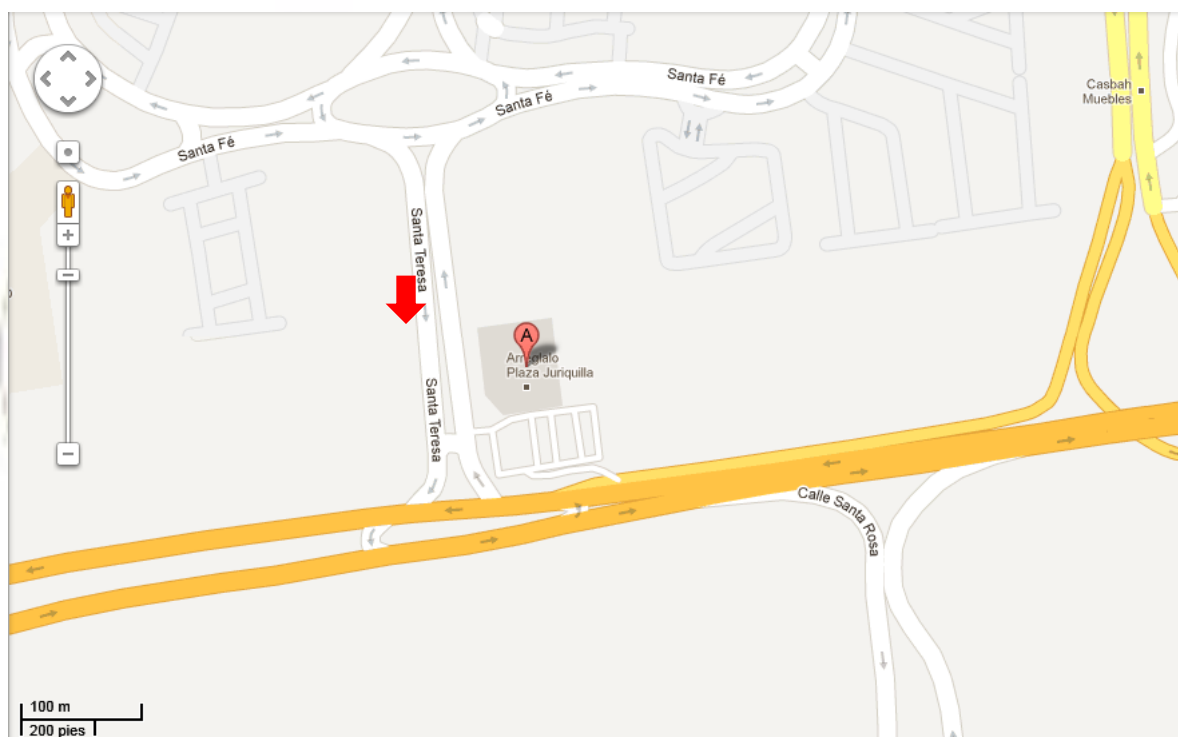 Santa Fé
Casbah
Muebles
Santa Fé
Santa Fé
Santa Teresa
A
Arréglalo
Plaza Juriquilla
Santa Teresa
Calle Santa Rosa
100 m
200 pies